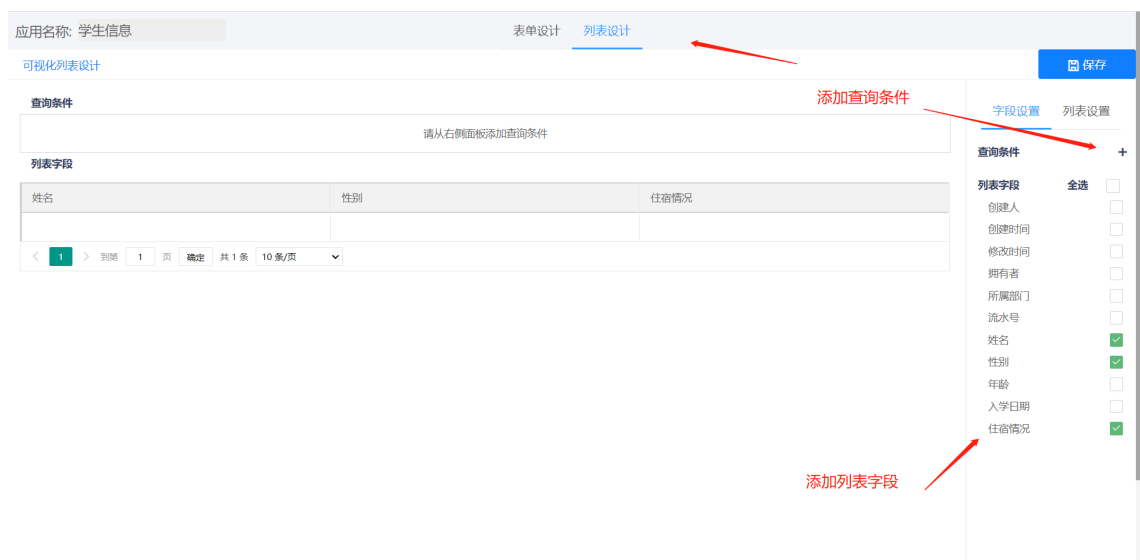 应用名称: 学生信息
表单设计 列表设计
可视化列表设计
保存
添加查询条件
查询条件
请从右侧面板添加查询条件
列表字段
姓名 性别 住宿情况
1 到第 1 页 确定 共 1 条 10 条/页
字段设置 列表设置
查询条件 +
列表字段 全选
创建人
创建时间
修改时间
拥有者
所属部门
流水号
姓名
性别
年龄
入学日期
住宿情况
添加列表字段